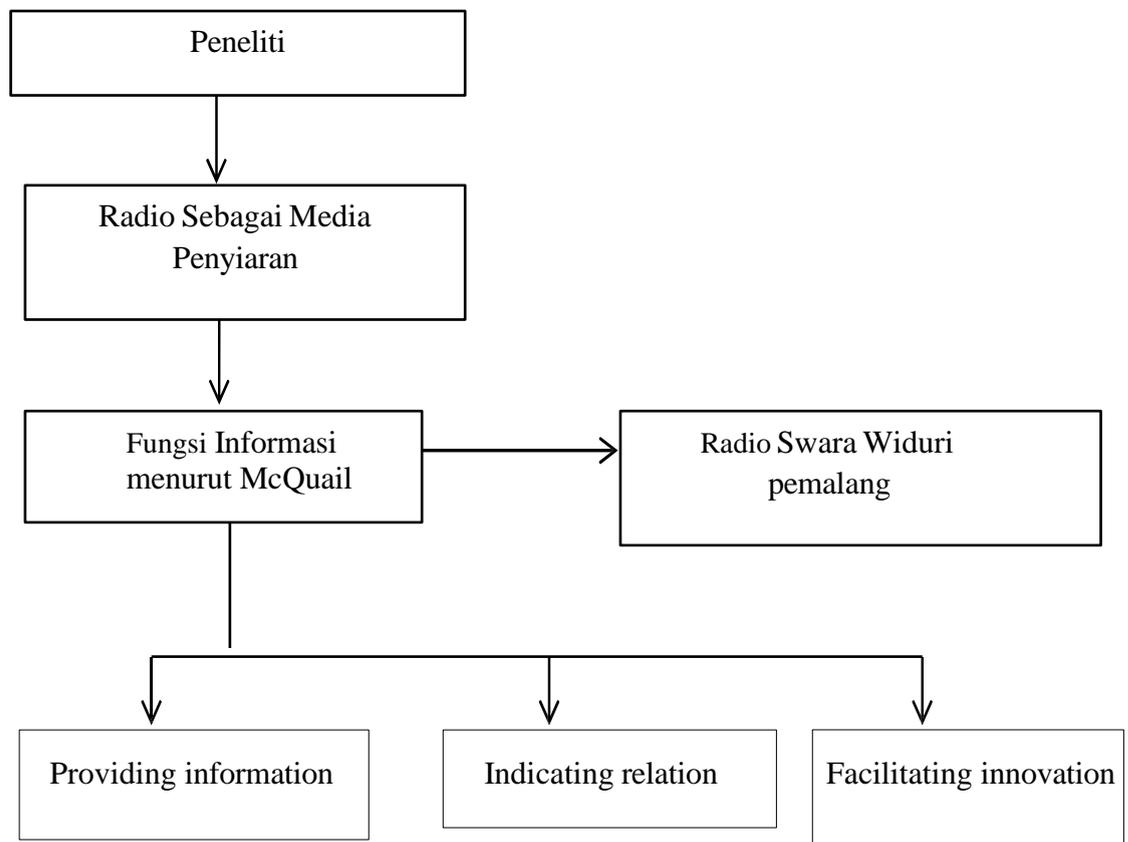 Peneliti
Radio Sebagai Media
Penyiaran
Fungsi Informasi
menurut McQuail
Radio Swara Widuri
pemalang
Providing information
Indicating relation
Facilitating innovation